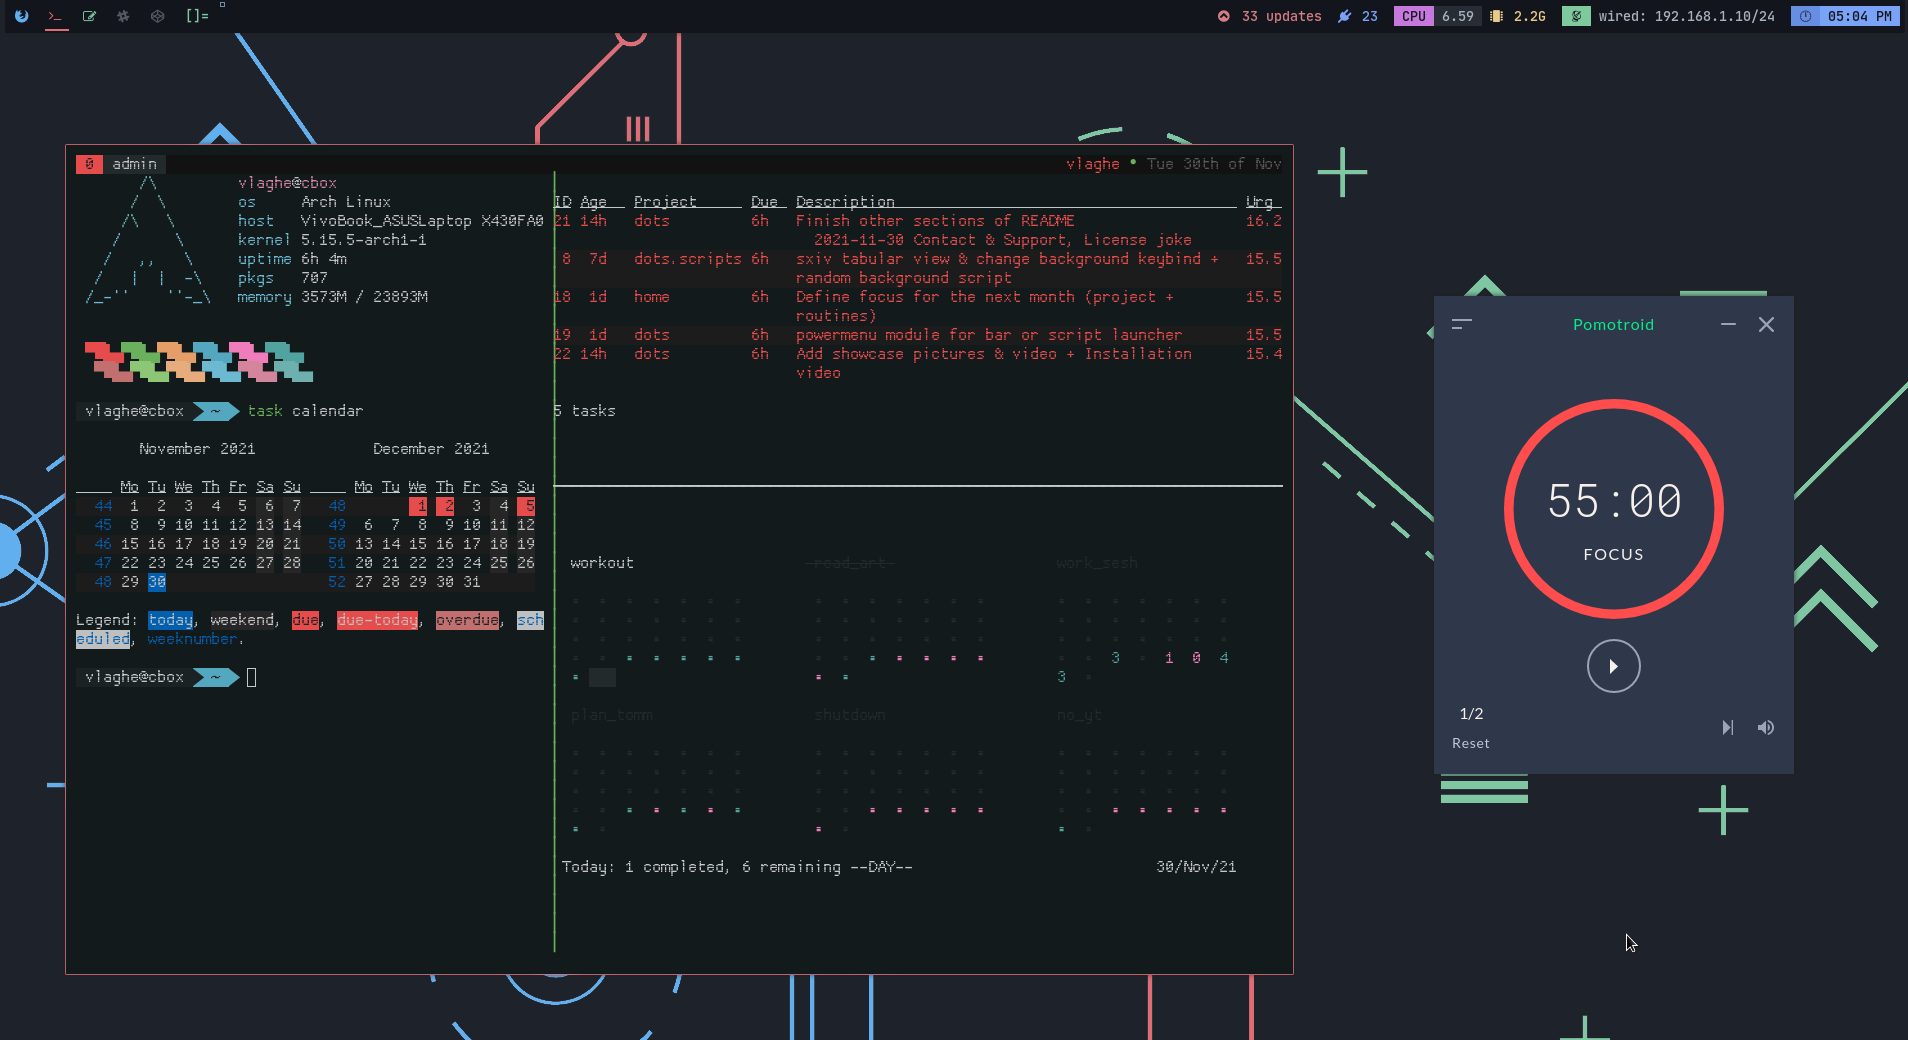 []= 33 updates 23 CPU 6.59 2.2G wired: 192.168.1.10/24 05:04 PM
0 admin vlaghe • Tue 30th of Nov
vlaghe@cbox
os Arch Linux
host VivoBook_ASUSLaptop X430FA0
kernel 5.15.5-arch1-1
uptime 6h 4m
pkgs 707
memory 3573M / 23893M
vlaghe@cbox ~ task calendar
November 2021 December 2021
Mo Tu We Th Fr Sa Su Mo Tu We Th Fr Sa Su
44 1 2 3 4 5 6 7 48 1 2 3 4 5
45 8 9 10 11 12 13 14 49 6 7 8 9 10 11 12
46 15 16 17 18 19 20 21 50 13 14 15 16 17 18 19
47 22 23 24 25 26 27 28 51 20 21 22 23 24 25 26
48 29 30 52 27 28 29 30 31
Legend: today, weekend, due, due-today, overdue, sch
eduled, weeknumber.
vlaghe@cbox ~
ID Age Project Due Description Urg
21 14h dots 6h Finish other sections of README 16.2
2021-11-30 Contact & Support, License joke
8 7d dots.scripts 6h sxiv tabular view & change background keybind + 15.5
random background script
18 1d home 6h Define focus for the next month (project + 15.5
routines)
19 1d dots 6h powermenu module for bar or script launcher 15.5
22 14h dots 6h Add showcase pictures & video + Installation 15.4
video
5 tasks
workout read_art work_sesh
3 1 0 4
3
plan_tomm shutdown no_yt
Today: 1 completed, 6 remaining --DAY-- 30/Nov/21
Pomotroid
55:00
FOCUS
1/2
Reset